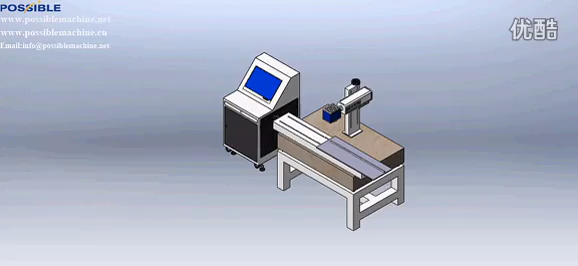 POSSIBLE
www.possiblemachine.net
www.possiblemachine.cn
Email:info@possiblemachine.net
优酷